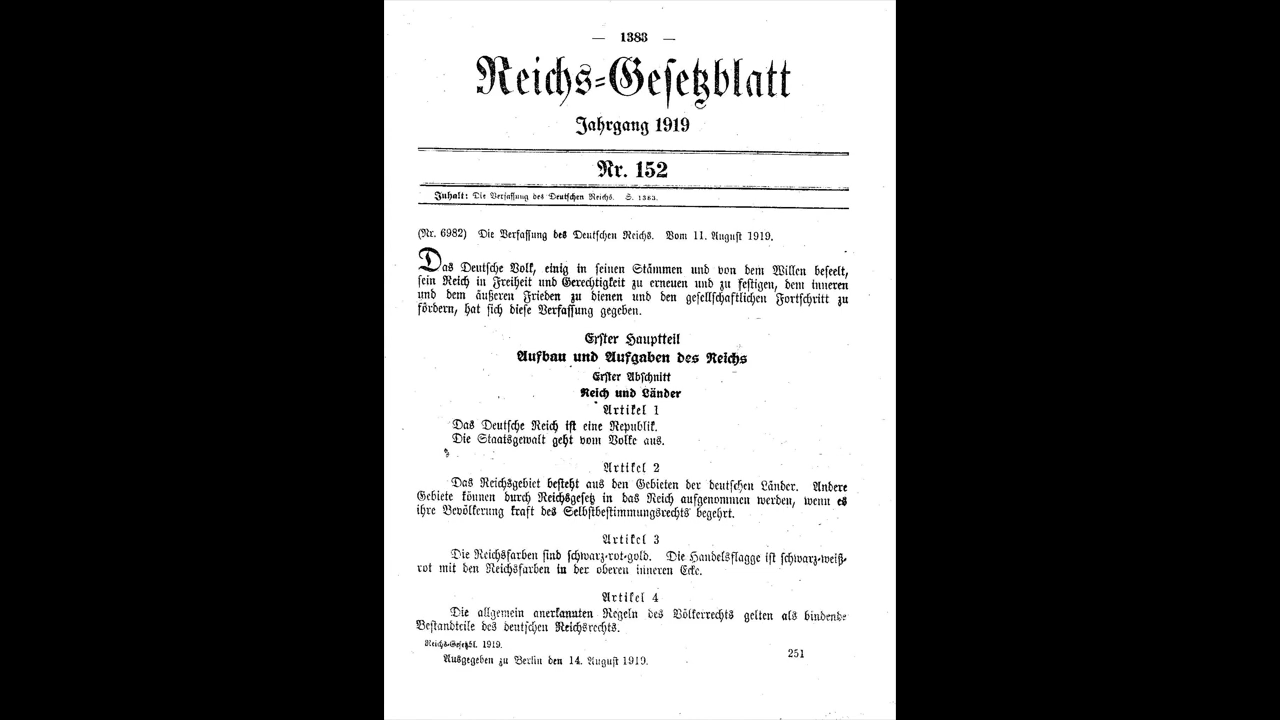 — 1383 —
Reichs-Gesetzblatt
Jahrgang 1919
Nr. 152
Inhalt: Die Verfassung des Deutschen Reichs. S. 1383.
(Nr. 6982) Die Verfassung des Deutschen Reichs. Vom 11. August 1919.
Das Deutsche Volk, einig in seinen Stämmen und von dem Willen beseelt,
sein Reich in Freiheit und Gerechtigkeit zu erneuen und zu festigen, dem inneren
und dem äußeren Frieden zu dienen und den gesellschaftlichen Fortschritt zu
fördern, hat sich diese Verfassung gegeben.
Erster Hauptteil
Aufbau und Aufgaben des Reichs
Erster Abschnitt
Reich und Länder
Artikel 1
Das Deutsche Reich ist eine Republik.
Die Staatsgewalt geht vom Volke aus.
Artikel 2
Das Reichsgebiet besteht aus den Gebieten der deutschen Länder. Andere
Gebiete können durch Reichsgesetz in das Reich aufgenommen werden, wenn es
ihre Bevölkerung kraft des Selbstbestimmungsrechts begehrt.
Artikel 3
Die Reichsfarben sind schwarz-rot-gold. Die Handelsflagge ist schwarz-weiß-
rot mit den Reichsfarben in der oberen inneren Ecke.
Artikel 4
Die allgemein anerkannten Regeln des Völkerrechts gelten als bindende
Bestandteile des deutschen Reichsrechts.
Reichs-Gesetzbl. 1919.
251
Ausgegeben zu Berlin den 14. August 1919.